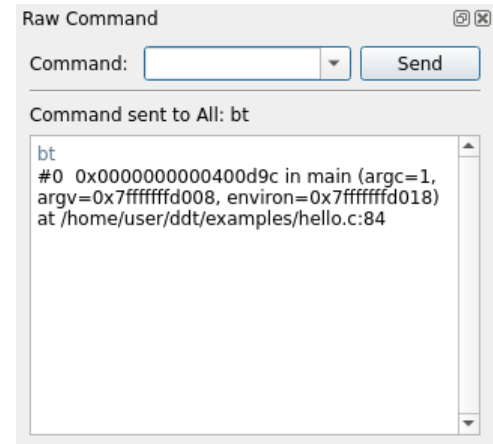 Raw Command
Command:
Send
Command sent to All: bt
bt
#0 0x0000000000400d9c in main (argc=1,
argv=0x7fffffffd008, environ=0x7fffffffd018)
at /home/user/ddt/examples/hello.c:84